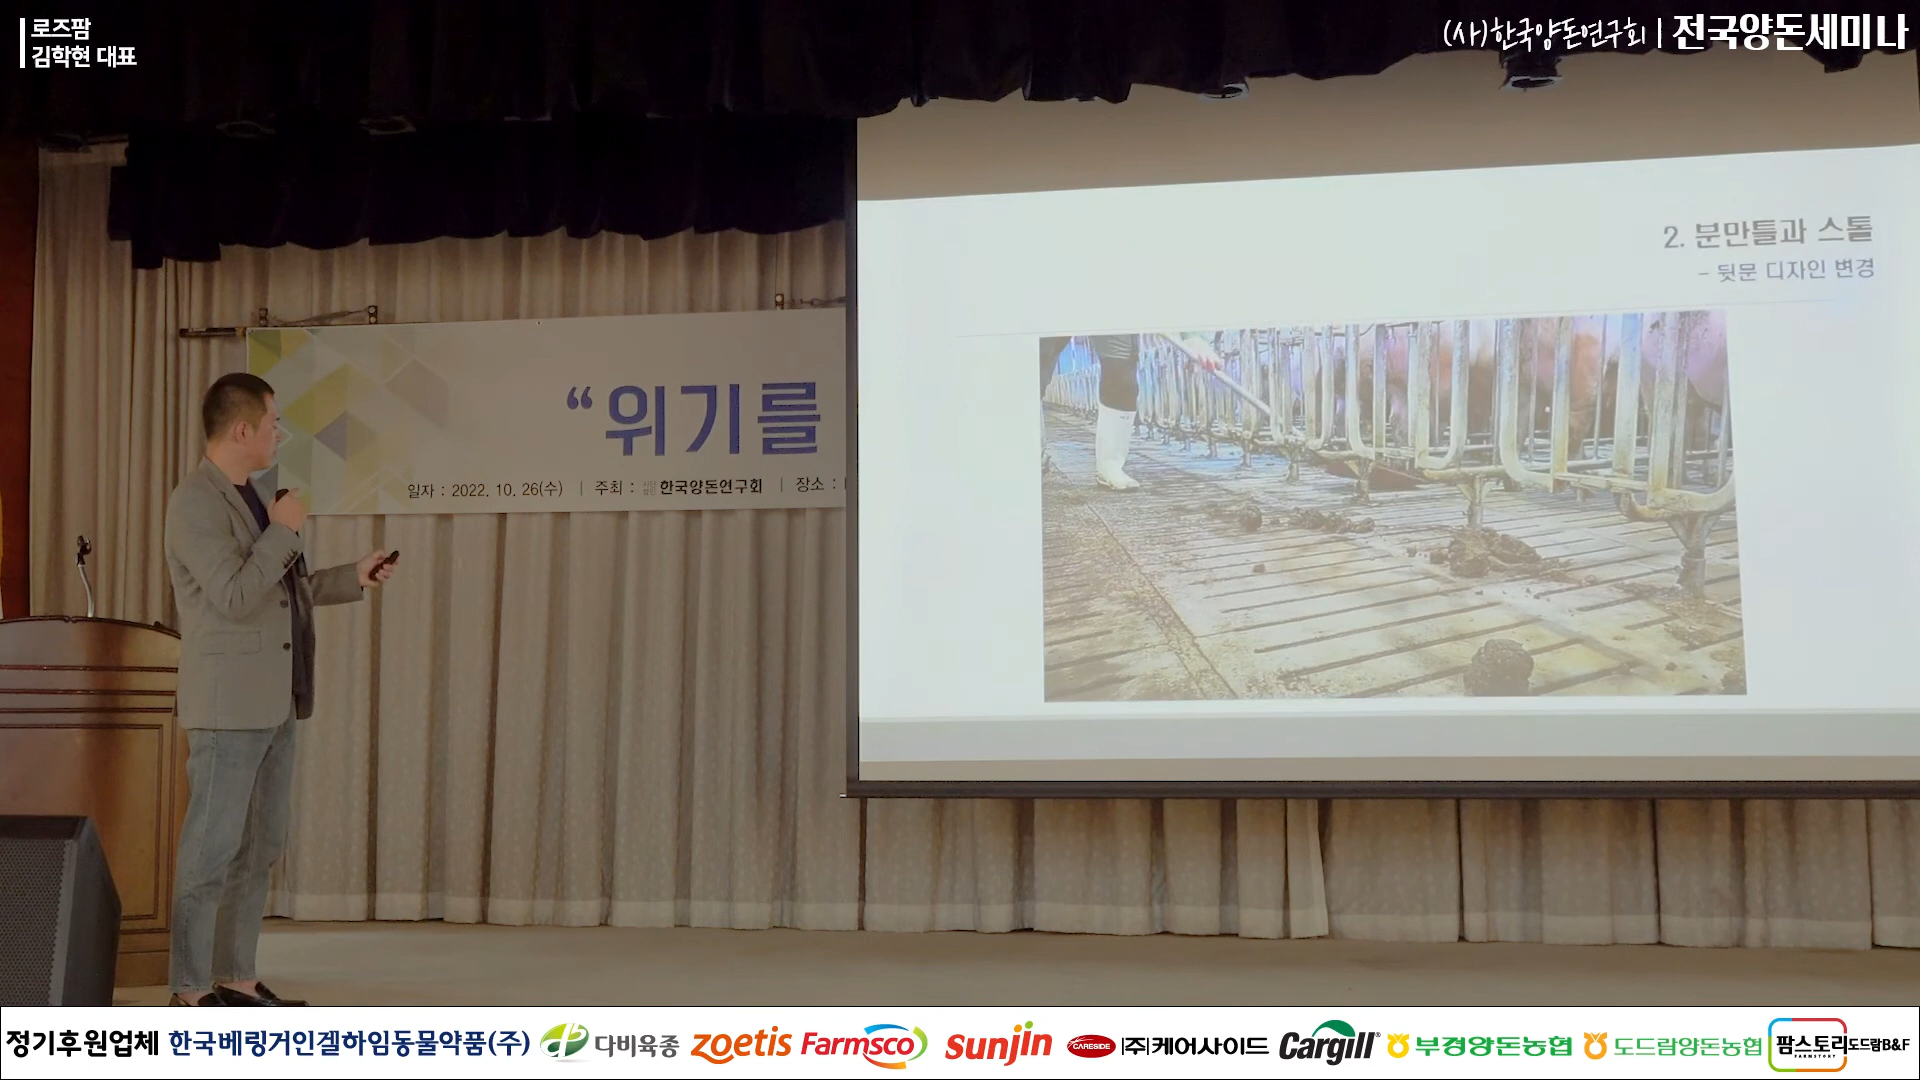 로즈팜
김학현 대표
(사)한국양돈연구회 | 전국양돈세미나
2. 분만틀과 스톨
- 뒷문 디자인 변경
“위기를
일자 : 2022. 10. 26(수) | 주최 : 한국양돈연구회 | 장소 :
정기후원업체 한국베링거인겔하임동물약품(주) 다비육종 zoetis Farmsco sunjin CARESIDE (주)케어사이드 Cargill® 부경양돈농협 도드람양돈농협 팜스토리 FARMSTORY 도드람B&F